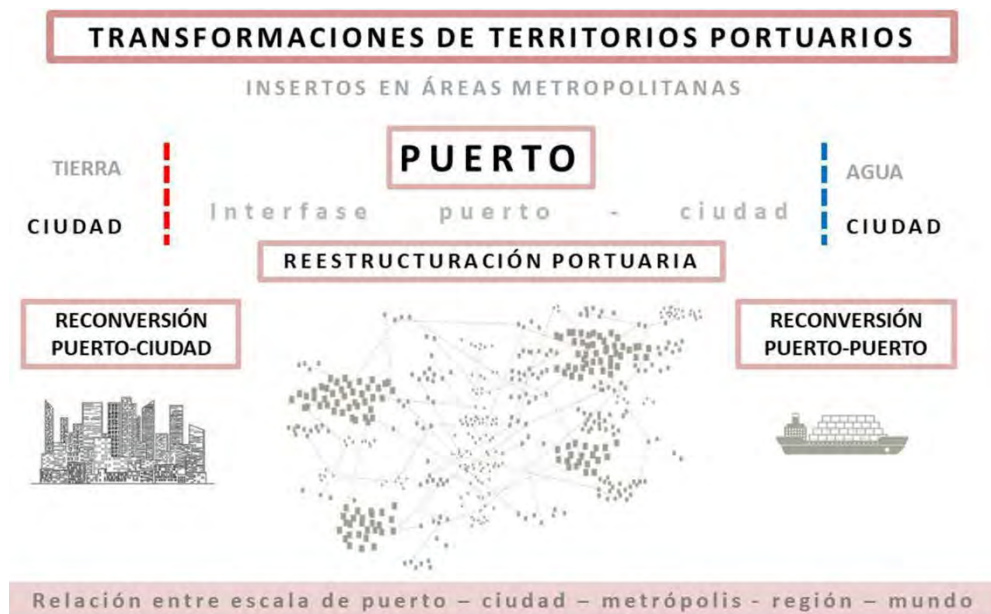 TRANSFORMACIONES DE TERRITORIOS PORTUARIOS
INSERTOS EN ÁREAS METROPOLITANAS
PUERTO
TIERRA
AGUA
Interfase puerto - ciudad
CIUDAD
CIUDAD
REESTRUCTURACIÓN PORTUARIA
RECONVERSIÓN
PUERTO-CIUDAD
RECONVERSIÓN
PUERTO-PUERTO
Relación entre escala de puerto – ciudad – metrópolis - región – mundo